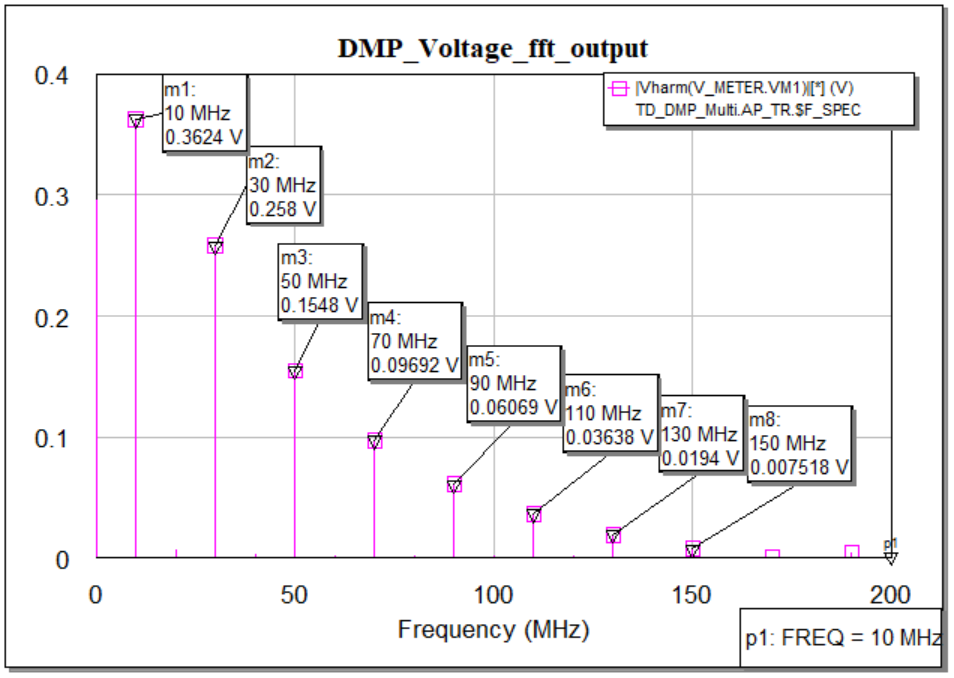 DMP_Voltage_fft_output
|Vharm(V_METER.VM1)|[*] (V)
TD_DMP_Multi.AP_TR.$F_SPEC
m1:
10 MHz
0.3624 V
m2:
30 MHz
0.258 V
m3:
50 MHz
0.1548 V
m4:
70 MHz
0.09692 V
m5:
90 MHz
0.06069 V
m6:
110 MHz
0.03638 V
m7:
130 MHz
0.0194 V
m8:
150 MHz
0.007518 V
0.4
0.3
0.2
0.1
0
p1
0
50
100
150
200
Frequency (MHz)
p1: FREQ = 10 MHz